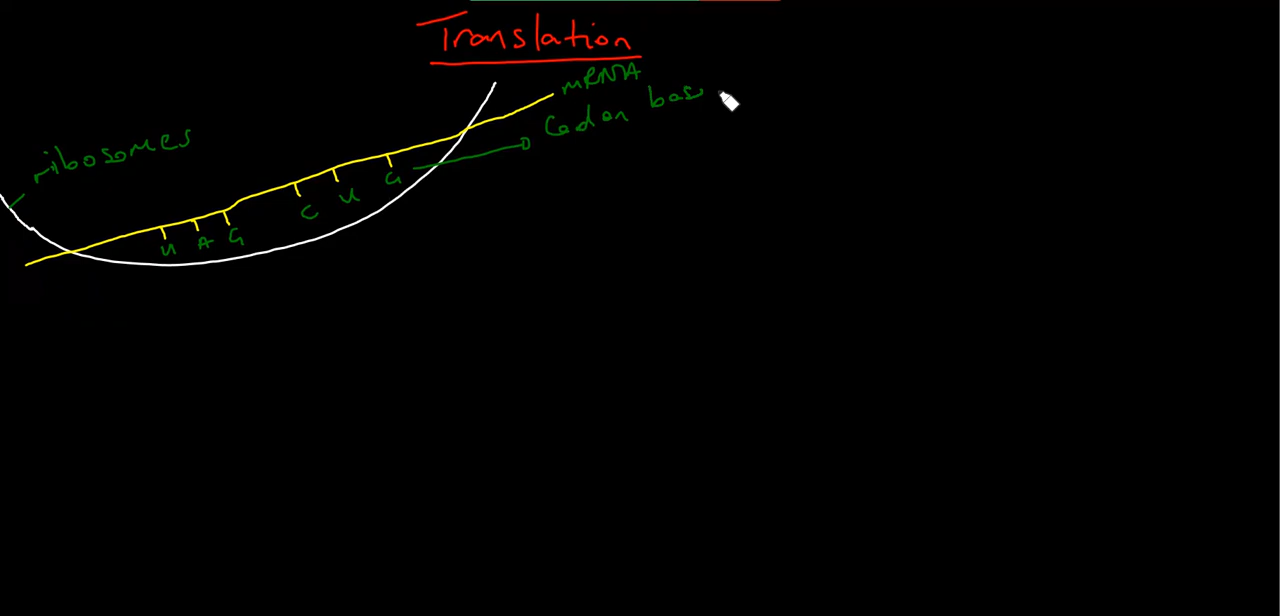 Translation
mRNA
Codon bas
ribosomes
C U G
U A G